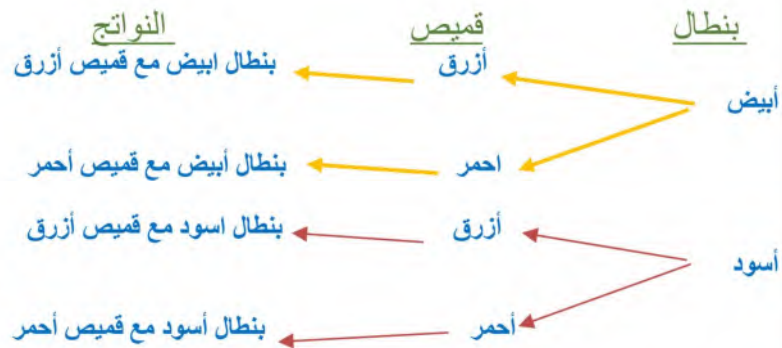 بنطال قميص النواتج
أزرق بنطال ابيض مع قميص أزرق
أبيض
احمر بنطال أبيض مع قميص أحمر
أزرق بنطال اسود مع قميص أزرق
أسود
أحمر بنطال أسود مع قميص أحمر